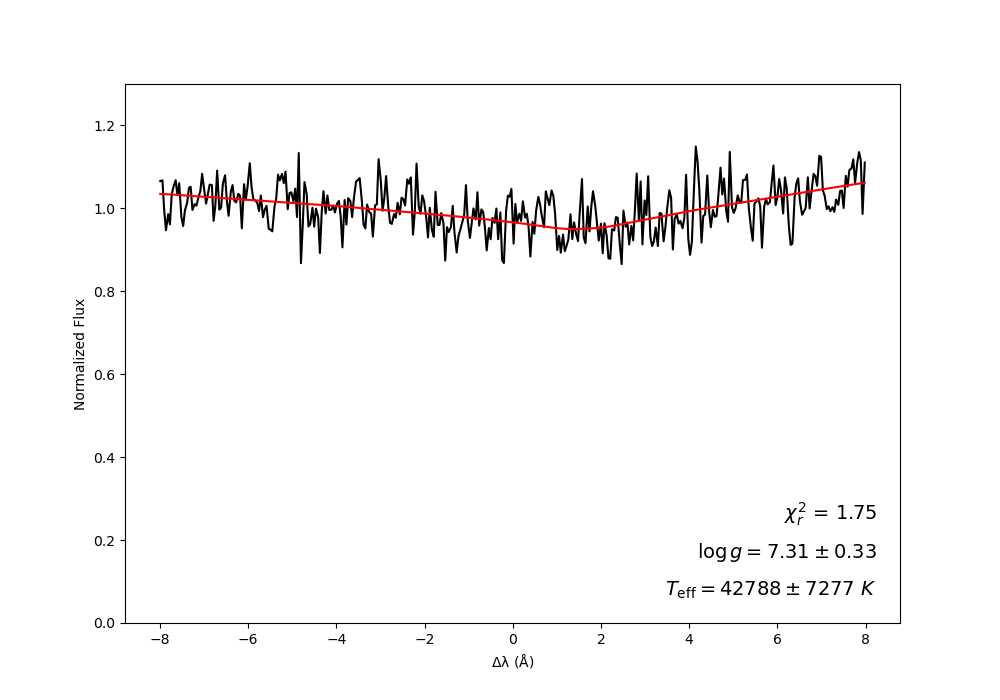 1.2
1.0
0.8
0.6
0.4
0.2
0.0
Normalized Flux
χ²ᵣ = 1.75
log g = 7.31 ± 0.33
T_eff = 42788 ± 7277 K
−8 −6 −4 −2 0 2 4 6 8
Δλ (Å)